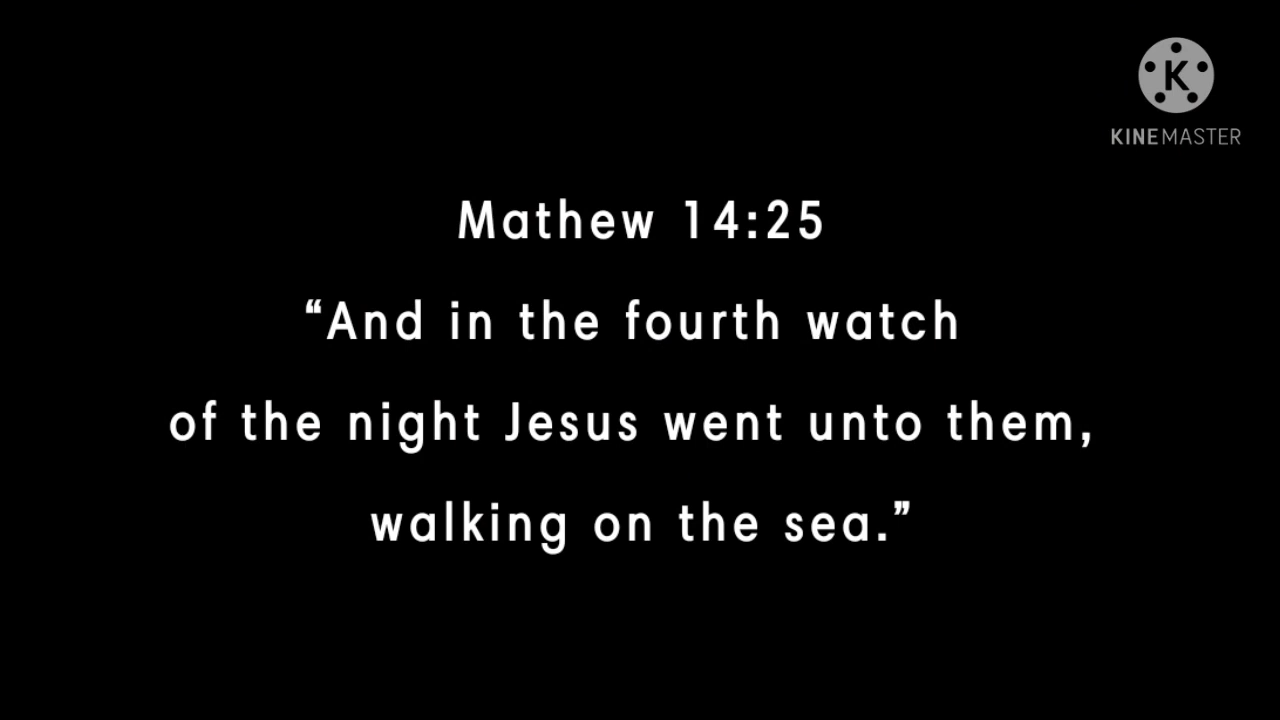 K
KINEMASTER
Mathew 14:25
“And in the fourth watch
of the night Jesus went unto them,
walking on the sea.”